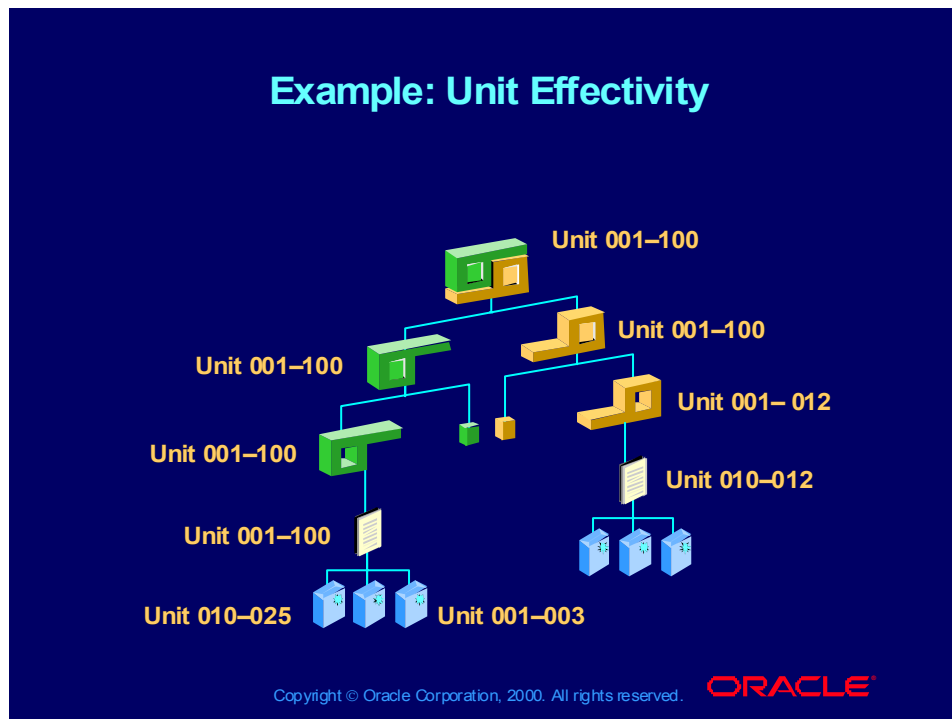 Example: Unit Effectivity
Unit 001–100
Unit 001–100
Unit 001–100
Unit 001– 012
Unit 001–100
Unit 010–012
Unit 001–100
Unit 010–025
Unit 001–003
Copyright © Oracle Corporation, 2000. All rights reserved.
ORACLE®